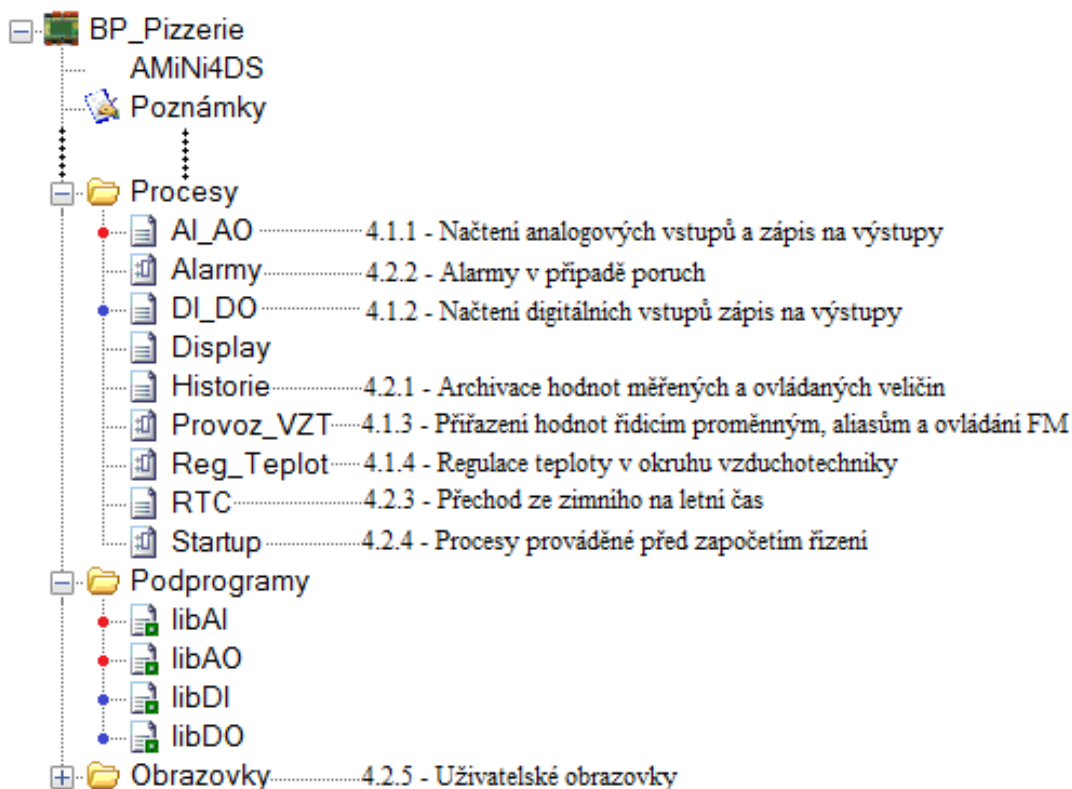 BP_Pizzerie
AMiNi4DS
Poznámky
Procesy
AI_AO 4.1.1 - Načtení analogových vstupů a zápis na výstupy
Alarmy 4.2.2 - Alarmy v případě poruch
DI_DO 4.1.2 - Načtení digitálních vstupů zápis na výstupy
Display
Historie 4.2.1 - Archivace hodnot měřených a ovládaných veličin
Provoz_VZT 4.1.3 - Přiřazení hodnot řídicím proměnným, aliasům a ovládání FM
Reg_Teplot 4.1.4 - Regulace teploty v okruhu vzduchotechniky
RTC 4.2.3 - Přechod ze zimního na letní čas
Startup 4.2.4 - Procesy prováděné před započetím řízení
Podprogramy
libAI
libAO
libDI
libDO
Obrazovky 4.2.5 - Uživatelské obrazovky